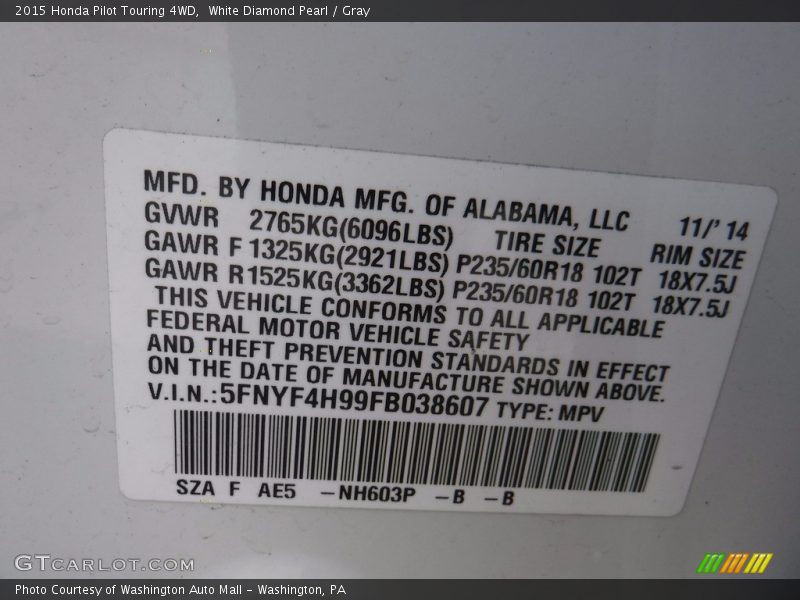 2015 Honda Pilot Touring 4WD,  White Diamond Pearl / Gray
MFD. BY HONDA MFG. OF ALABAMA, LLC 11/' 14
GVWR 2765KG(6096LBS) TIRE SIZE RIM SIZE
GAWR F 1325KG(2921LBS) P235/60R18 102T 18X7.5J
GAWR R1525KG(3362LBS) P235/60R18 102T 18X7.5J
THIS VEHICLE CONFORMS TO ALL APPLICABLE
FEDERAL MOTOR VEHICLE SAFETY
AND THEFT PREVENTION STANDARDS IN EFFECT
ON THE DATE OF MANUFACTURE SHOWN ABOVE.
V.I.N.:5FNYF4H99FB038607 TYPE: MPV
SZA F AE5 –NH603P –B –B
GTCARLOT.COM
Photo Courtesy of Washington Auto Mall – Washington, PA